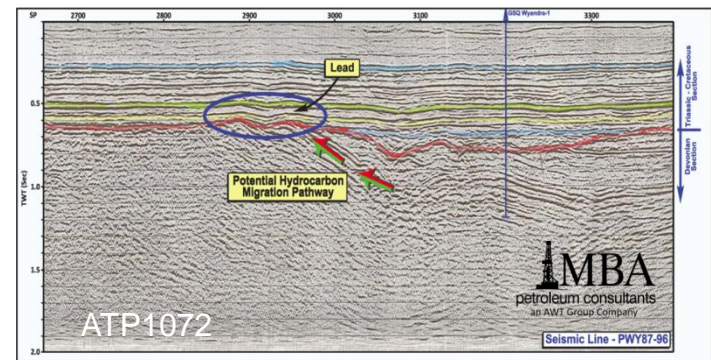 SP 2700 2800 2900 3000 3100 GSQ Wyandra-1 3300
Lead
0.5
Triassic - Cretaceous
Section
Devonian
Section
TWT (Sec)
Potential Hydrocarbon
Migration Pathway
1.0
1.5
MBA
petroleum consultants
an AWT Group Company
ATP1072
Seismic Line - PWY87-96
2.0